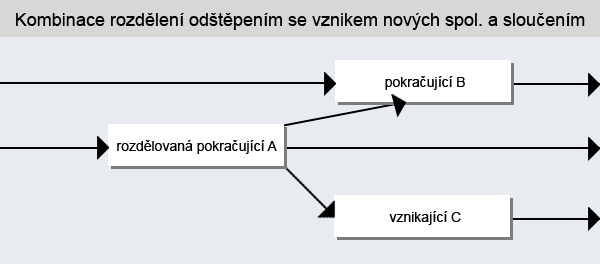 Kombinace rozdělení odštěpením se vznikem nových spol. a sloučením
pokračující B
rozdělovaná pokračující A
vznikající C